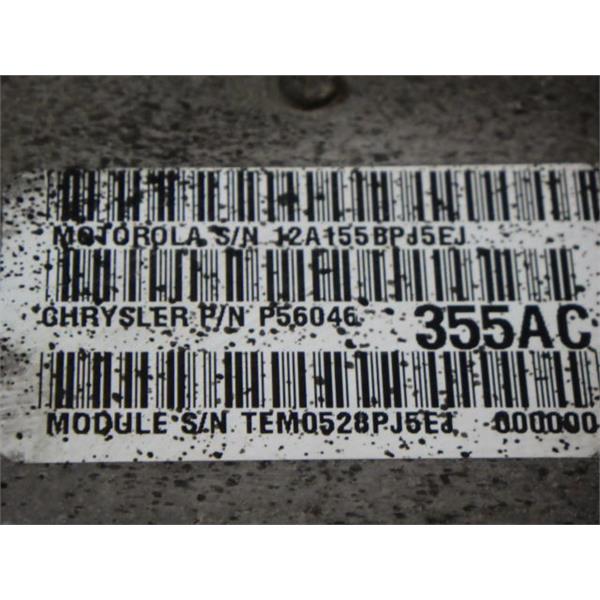 MOTOROLA S/N 12A155BPJ5EJ
CHRYSLER P/N P56046 355AC
MODULE S/N TEM0528PJ5EJ 000000